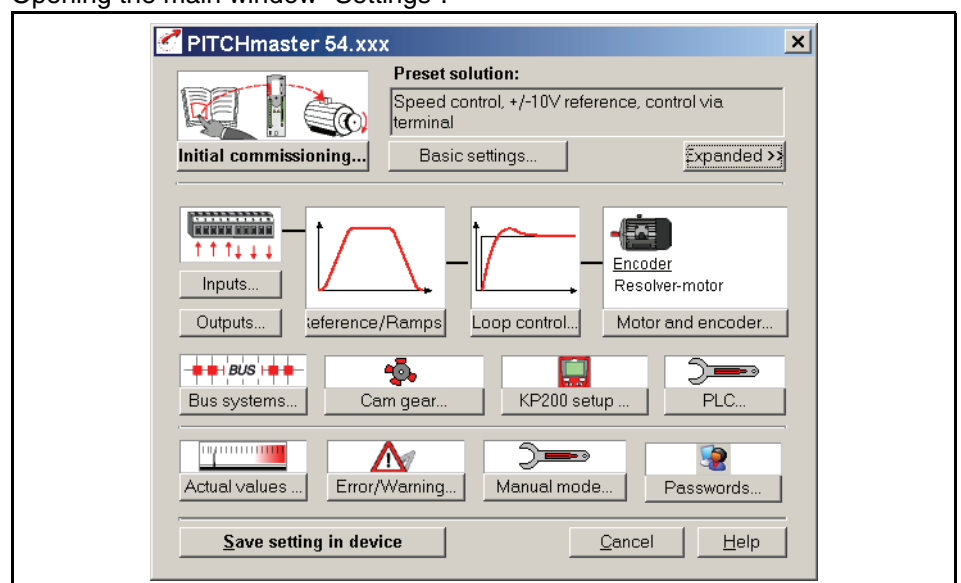 Opening the main window "Settings".
PITCHmaster 54.xxx
Preset solution:
Speed control, +/-10V reference, control via
terminal
Initial commissioning...
Basic settings...
Expanded >>
Encoder
Resolver-motor
Inputs...
Outputs...
eference/Ramps
Loop control...
Motor and encoder...
BUS
Bus systems...
Cam gear...
KP200 setup ...
PLC...
Actual values ...
Error/Warning...
Manual mode...
Passwords...
Save setting in device
Cancel
Help